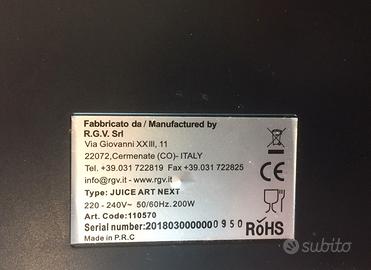 Fabbricato da / Manufactured by
R.G.V. Srl
Via Giovanni XXIII, 11
22072,Cermenate (CO)- ITALY
Tel. +39.031 722819 Fax.+39.031 722825
info@rgv.it - www.rgv.it
Type: JUICE ART NEXT
220 - 240V~ 50/60Hz. 200W
Art. Code:110570
Serial number:2018030000000950
Made in P.R.C
CE
RoHS
subito